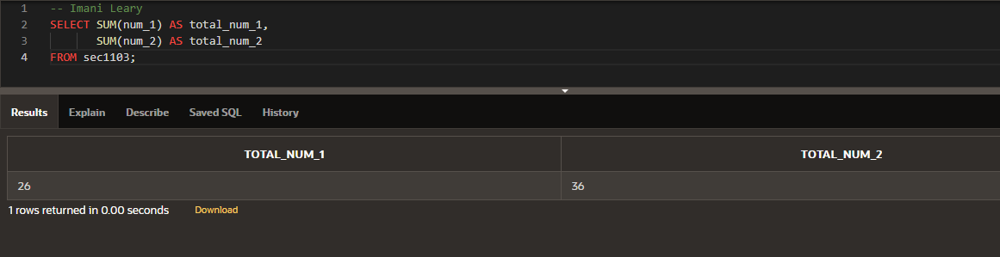 1 -- Imani Leary
2 SELECT SUM(num_1) AS total_num_1,
3 SUM(num_2) AS total_num_2
4 FROM sec1103;
Results Explain Describe Saved SQL History
TOTAL_NUM_1 TOTAL_NUM_2
26 36
1 rows returned in 0.00 seconds Download